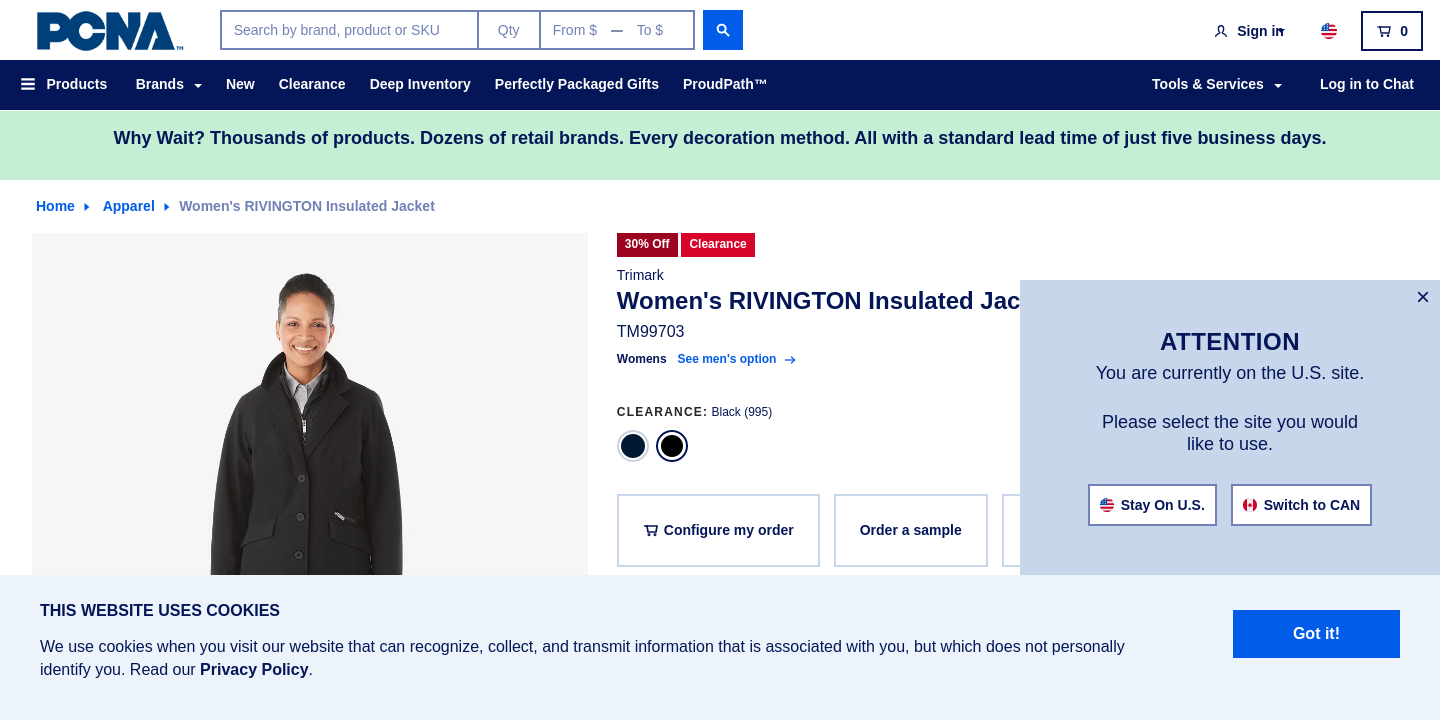 PCNA™
Search by brand, product or SKU
Qty
From $ — To $
Sign in
0
Products
Brands
New
Clearance
Deep Inventory
Perfectly Packaged Gifts
ProudPath™
Tools & Services
Log in to Chat
Why Wait? Thousands of products. Dozens of retail brands. Every decoration method. All with a standard lead time of just five business days.
Home
Apparel
Women's RIVINGTON Insulated Jacket
30% Off
Clearance
Trimark
Women's RIVINGTON Insulated Jac
TM99703
Womens See men's option
CLEARANCE: Black (995)
Configure my order
Order a sample
ATTENTION
You are currently on the U.S. site.
Please select the site you would
like to use.
Stay On U.S.
Switch to CAN
THIS WEBSITE USES COOKIES
We use cookies when you visit our website that can recognize, collect, and transmit information that is associated with you, but which does not personally
identify you. Read our Privacy Policy.
Got it!